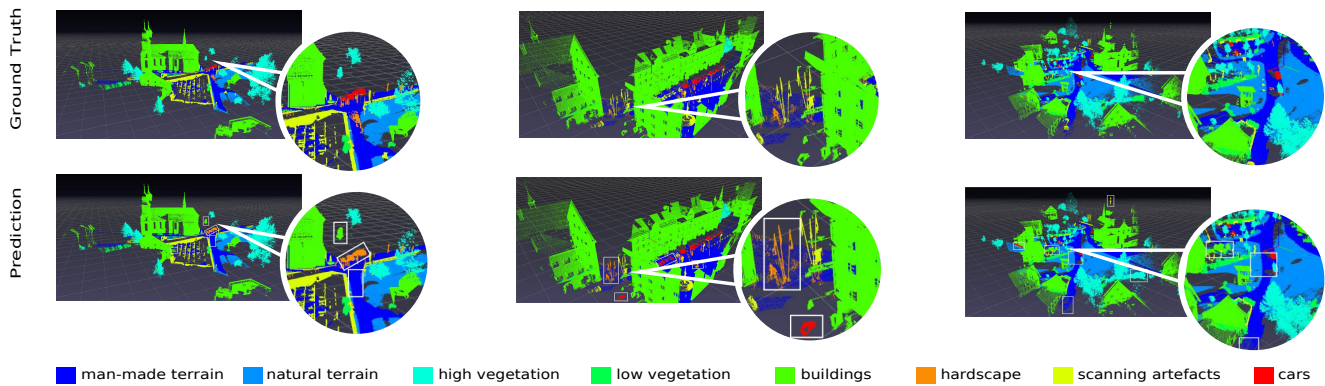 Ground Truth
Prediction
man-made terrain natural terrain high vegetation low vegetation buildings hardscape scanning artefacts cars